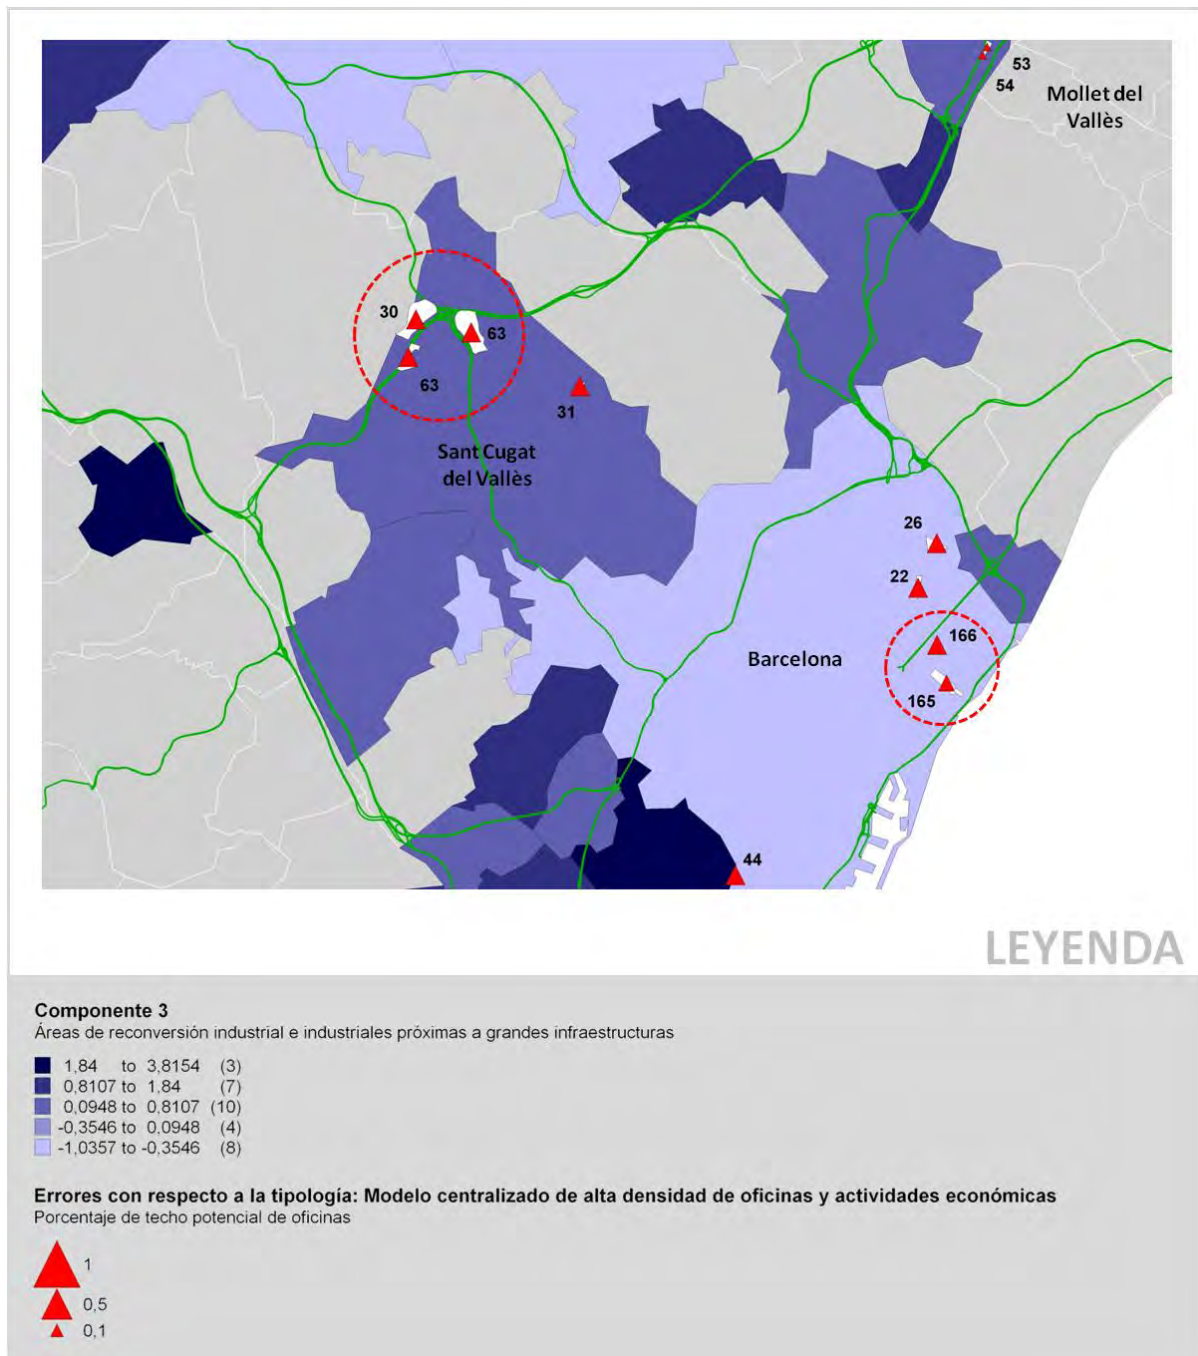 53
54
Mollet del
Vallès
30
63
63
31
Sant Cugat
del Vallès
26
22
166
Barcelona
165
44
LEYENDA
Componente 3
Áreas de reconversión industrial e industriales próximas a grandes infraestructuras
1,84 to 3,8154 (3)
0,8107 to 1,84 (7)
0,0948 to 0,8107 (10)
-0,3546 to 0,0948 (4)
-1,0357 to -0,3546 (8)
Errores con respecto a la tipología: Modelo centralizado de alta densidad de oficinas y actividades económicas
Porcentaje de techo potencial de oficinas
1
0,5
0,1